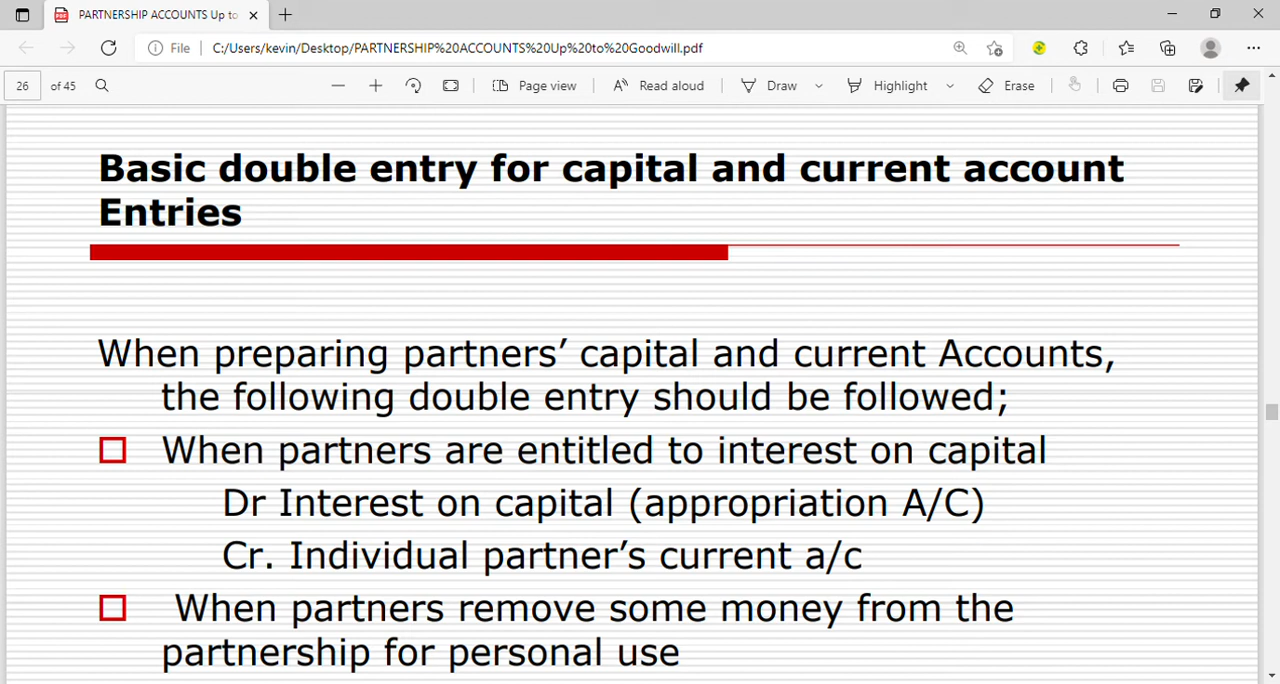 PARTNERSHIP ACCOUNTS Up to
File
C:/Users/kevin/Desktop/PARTNERSHIP%20ACCOUNTS%20Up%20to%20Goodwill.pdf
26 of 45
Page view
Read aloud
Draw
Highlight
Erase
Basic double entry for capital and current account
Entries
When preparing partners’ capital and current Accounts,
the following double entry should be followed;
When partners are entitled to interest on capital
Dr Interest on capital (appropriation A/C)
Cr. Individual partner’s current a/c
When partners remove some money from the
partnership for personal use